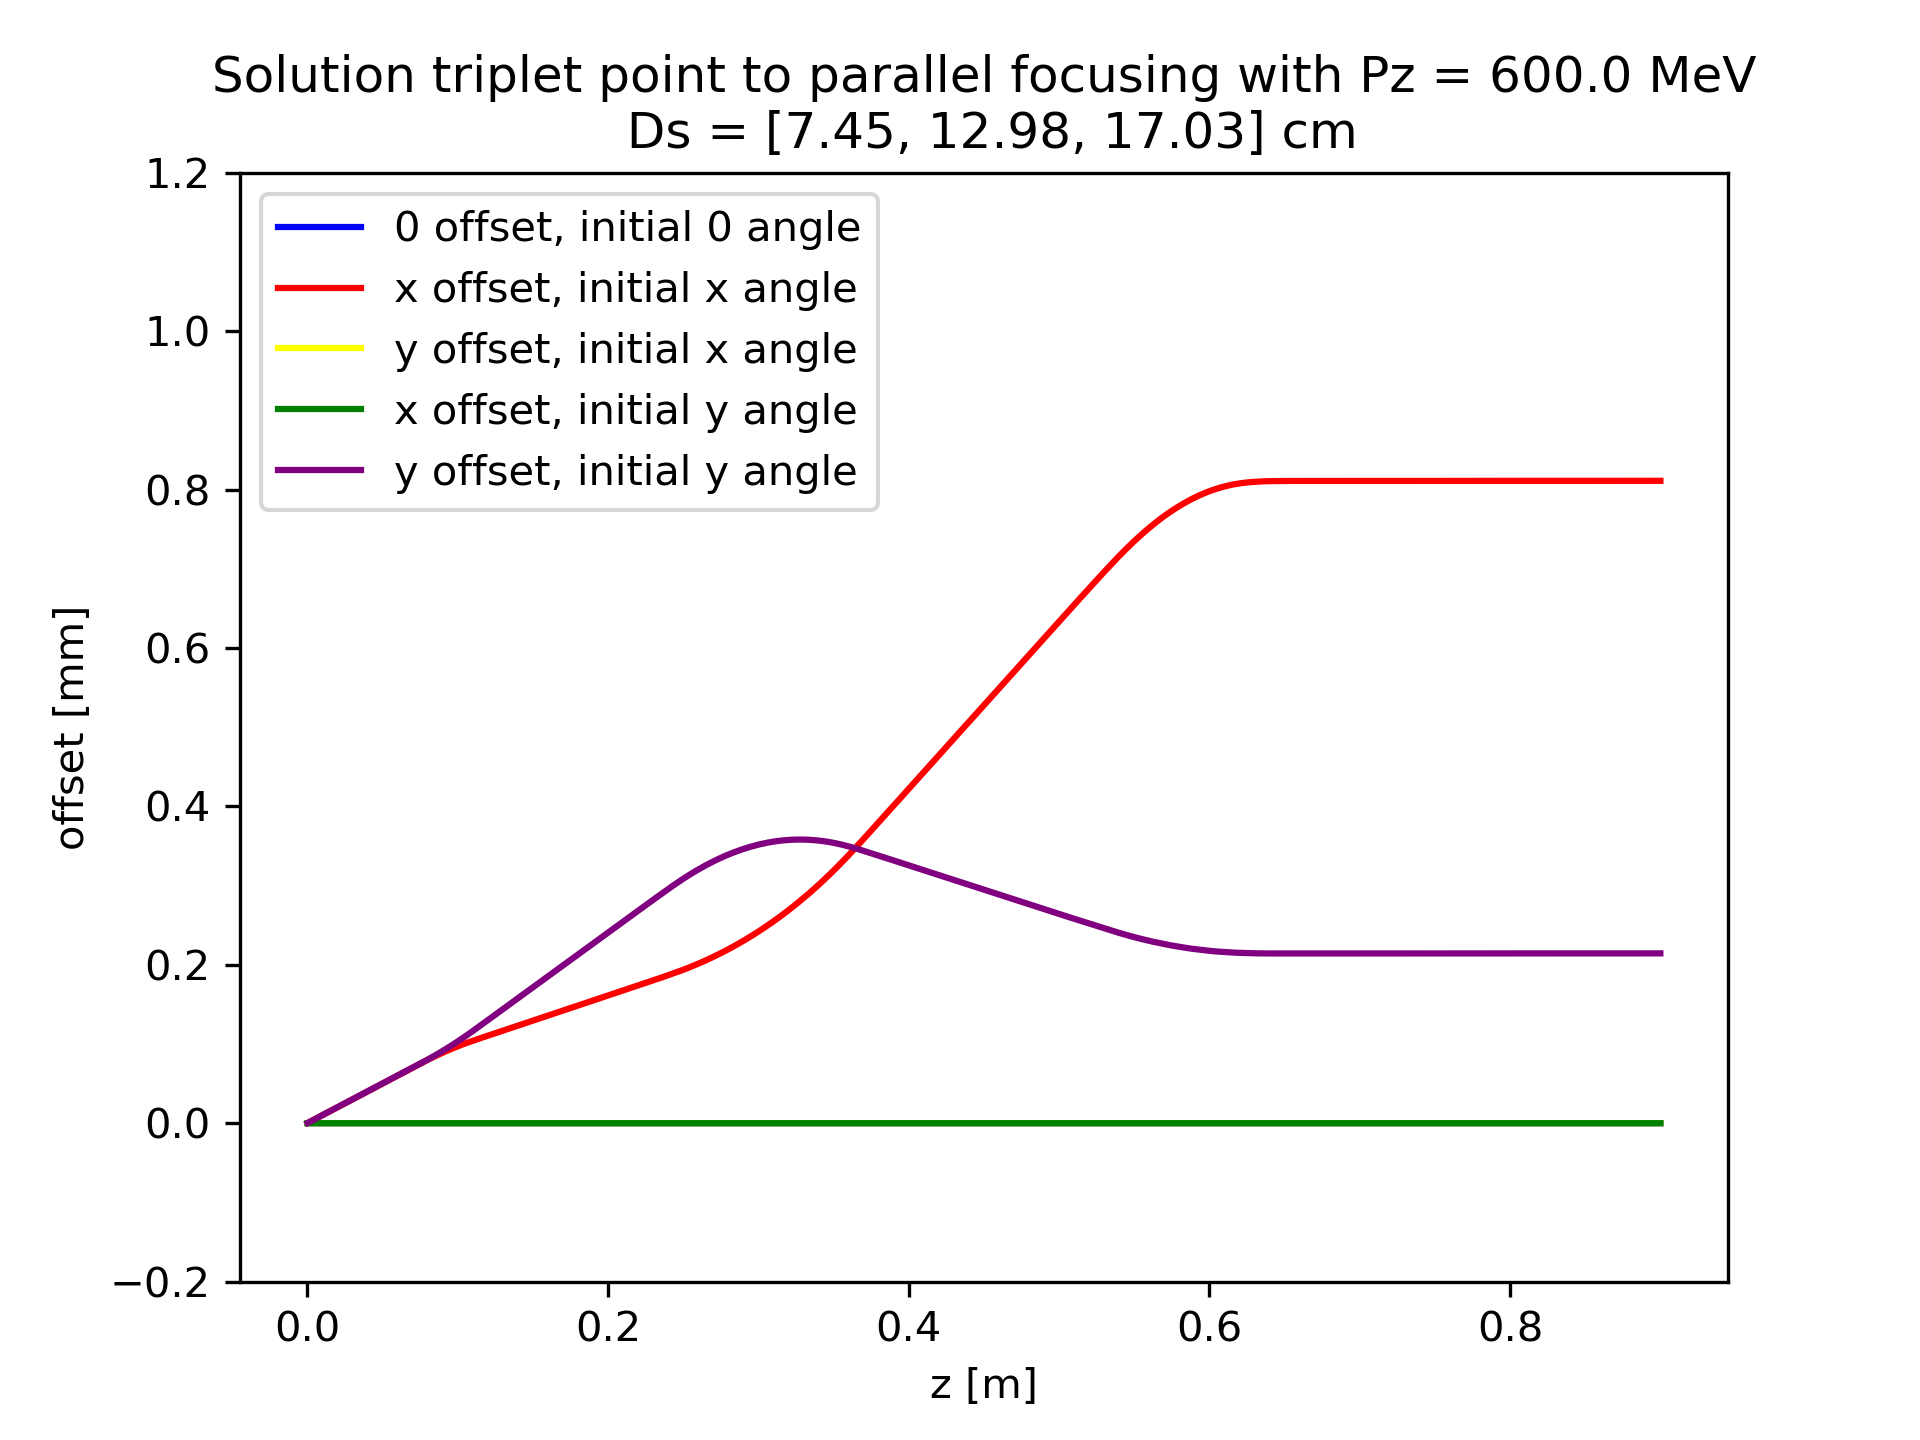 Solution triplet point to parallel focusing with Pz = 600.0 MeV
Ds = [7.45, 12.98, 17.03] cm
1.2
1.0
0.8
0.6
0.4
0.2
0.0
−0.2
offset [mm]
0 offset, initial 0 angle
x offset, initial x angle
y offset, initial x angle
x offset, initial y angle
y offset, initial y angle
0.0 0.2 0.4 0.6 0.8
z [m]